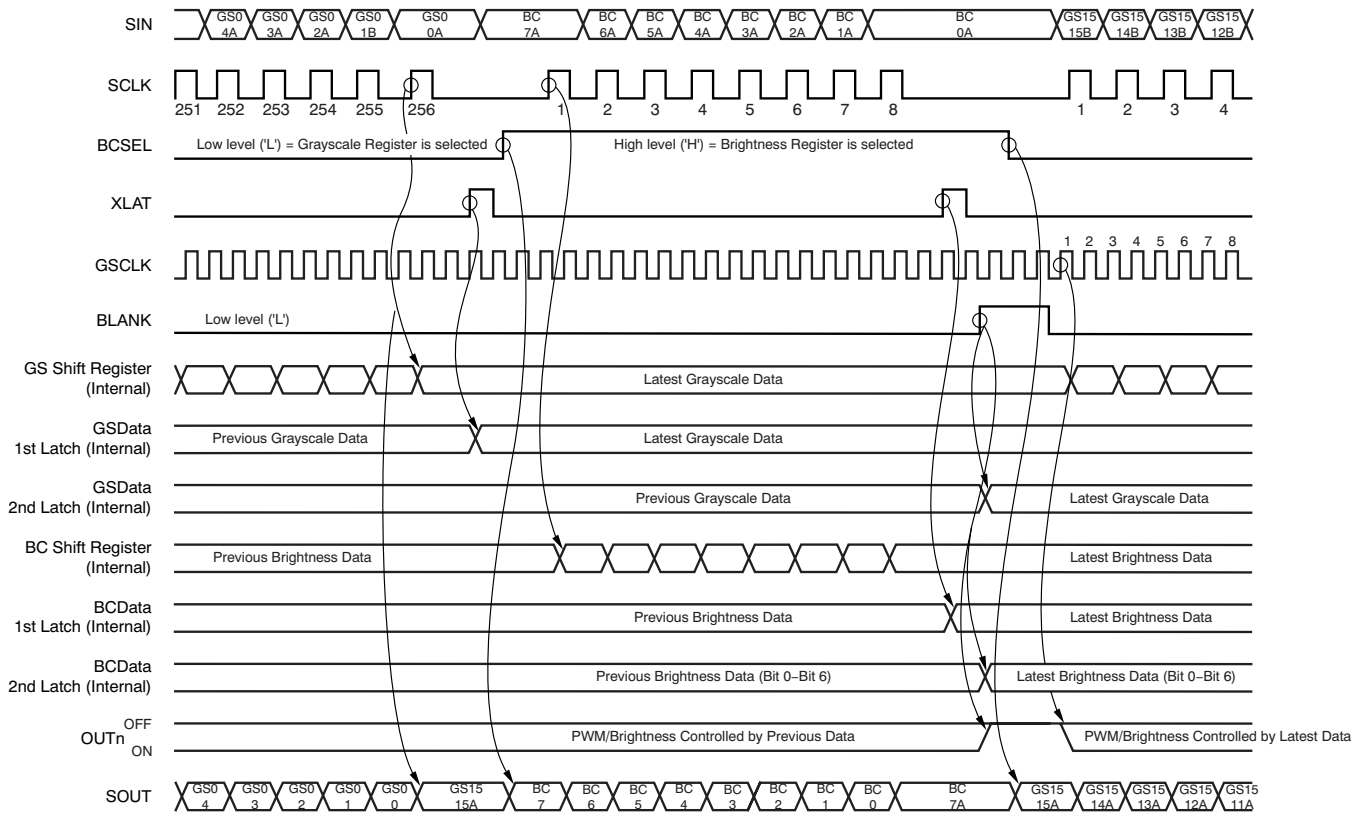 SIN
GS0 GS0 GS0 GS0 GS0 BC BC BC BC BC BC BC BC GS15 GS15 GS15 GS15
4A 3A 2A 1B 0A 7A 6A 5A 4A 3A 2A 1A 0A 15B 14B 13B 12B
SCLK
251 252 253 254 255 256 1 2 3 4 5 6 7 8 1 2 3 4
BCSEL
Low level ('L') = Grayscale Register is selected
High level ('H') = Brightness Register is selected
XLAT
GSCLK
1 2 3 4 5 6 7 8
BLANK
Low level ('L')
GS Shift Register
(Internal)
Latest Grayscale Data
GSData
1st Latch (Internal)
Previous Grayscale Data
Latest Grayscale Data
GSData
2nd Latch (Internal)
Previous Grayscale Data
Latest Grayscale Data
BC Shift Register
(Internal)
Previous Brightness Data
Latest Brightness Data
BCData
1st Latch (Internal)
Previous Brightness Data
Latest Brightness Data
BCData
2nd Latch (Internal)
Previous Brightness Data (Bit 0–Bit 6)
Latest Brightness Data (Bit 0–Bit 6)
OFF
OUTn
ON
PWM/Brightness Controlled by Previous Data
PWM/Brightness Controlled by Latest Data
SOUT
GS0 GS0 GS0 GS0 GS0 GS15 BC BC BC BC BC BC BC BC BC GS15 GS15 GS15 GS15 GS15
4 3 2 1 0 15A 7 6 5 4 3 2 1 0 7A 15A 14A 13A 12A 11A